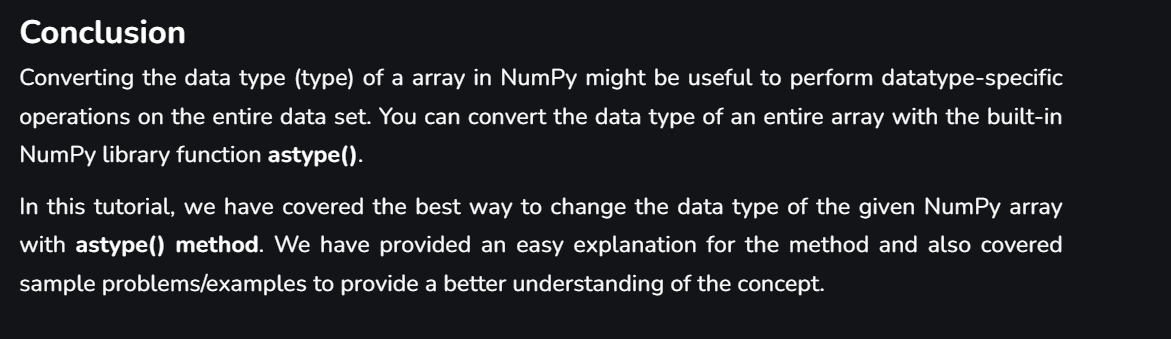 Conclusion
Converting the data type (type) of a array in NumPy might be useful to perform datatype-specific
operations on the entire data set. You can convert the data type of an entire array with the built-in
NumPy library function astype().
In this tutorial, we have covered the best way to change the data type of the given NumPy array
with astype() method. We have provided an easy explanation for the method and also covered
sample problems/examples to provide a better understanding of the concept.